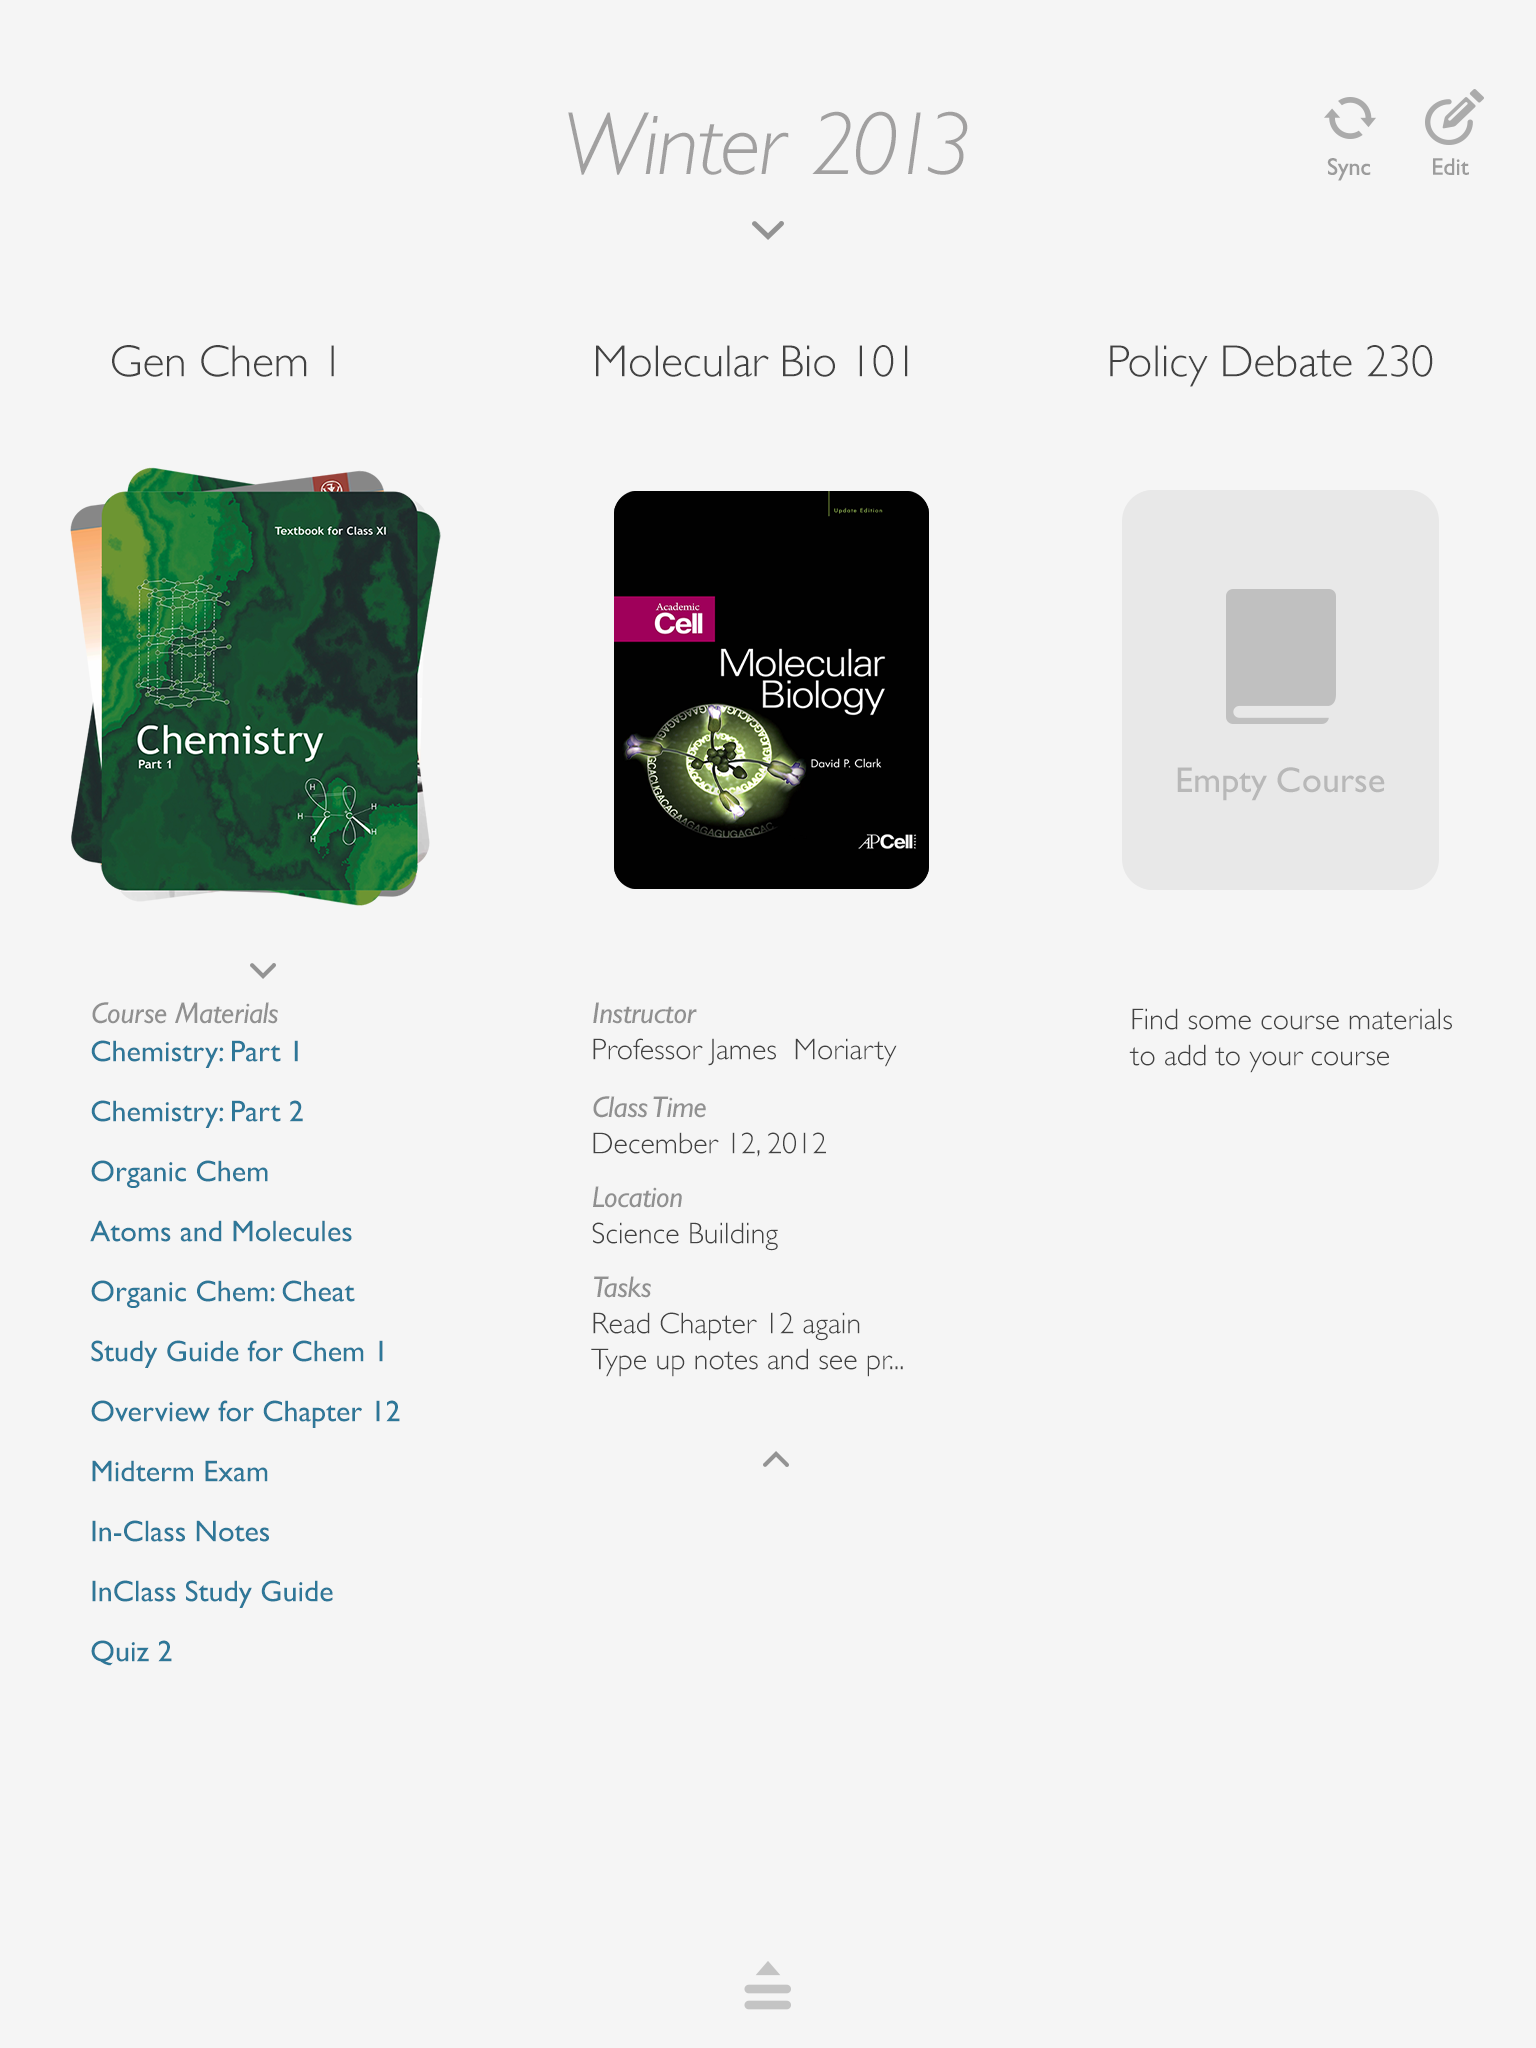 Winter 2013
Sync
Edit
Gen Chem 1
Molecular Bio 101
Policy Debate 230
Textbook for Class XI
Chemistry
Part 1
H
H
C
C
H
H
H
Update Edition
Academic
Cell
Molecular
Biology
David P. Clark
APCell
Empty Course
Course Materials
Chemistry: Part 1
Chemistry: Part 2
Organic Chem
Atoms and Molecules
Organic Chem: Cheat
Study Guide for Chem 1
Overview for Chapter 12
Midterm Exam
In-Class Notes
InClass Study Guide
Quiz 2
Instructor
Professor James  Moriarty
Class Time
December 12, 2012
Location
Science Building
Tasks
Read Chapter 12 again
Type up notes and see pr...
Find some course materials
to add to your course